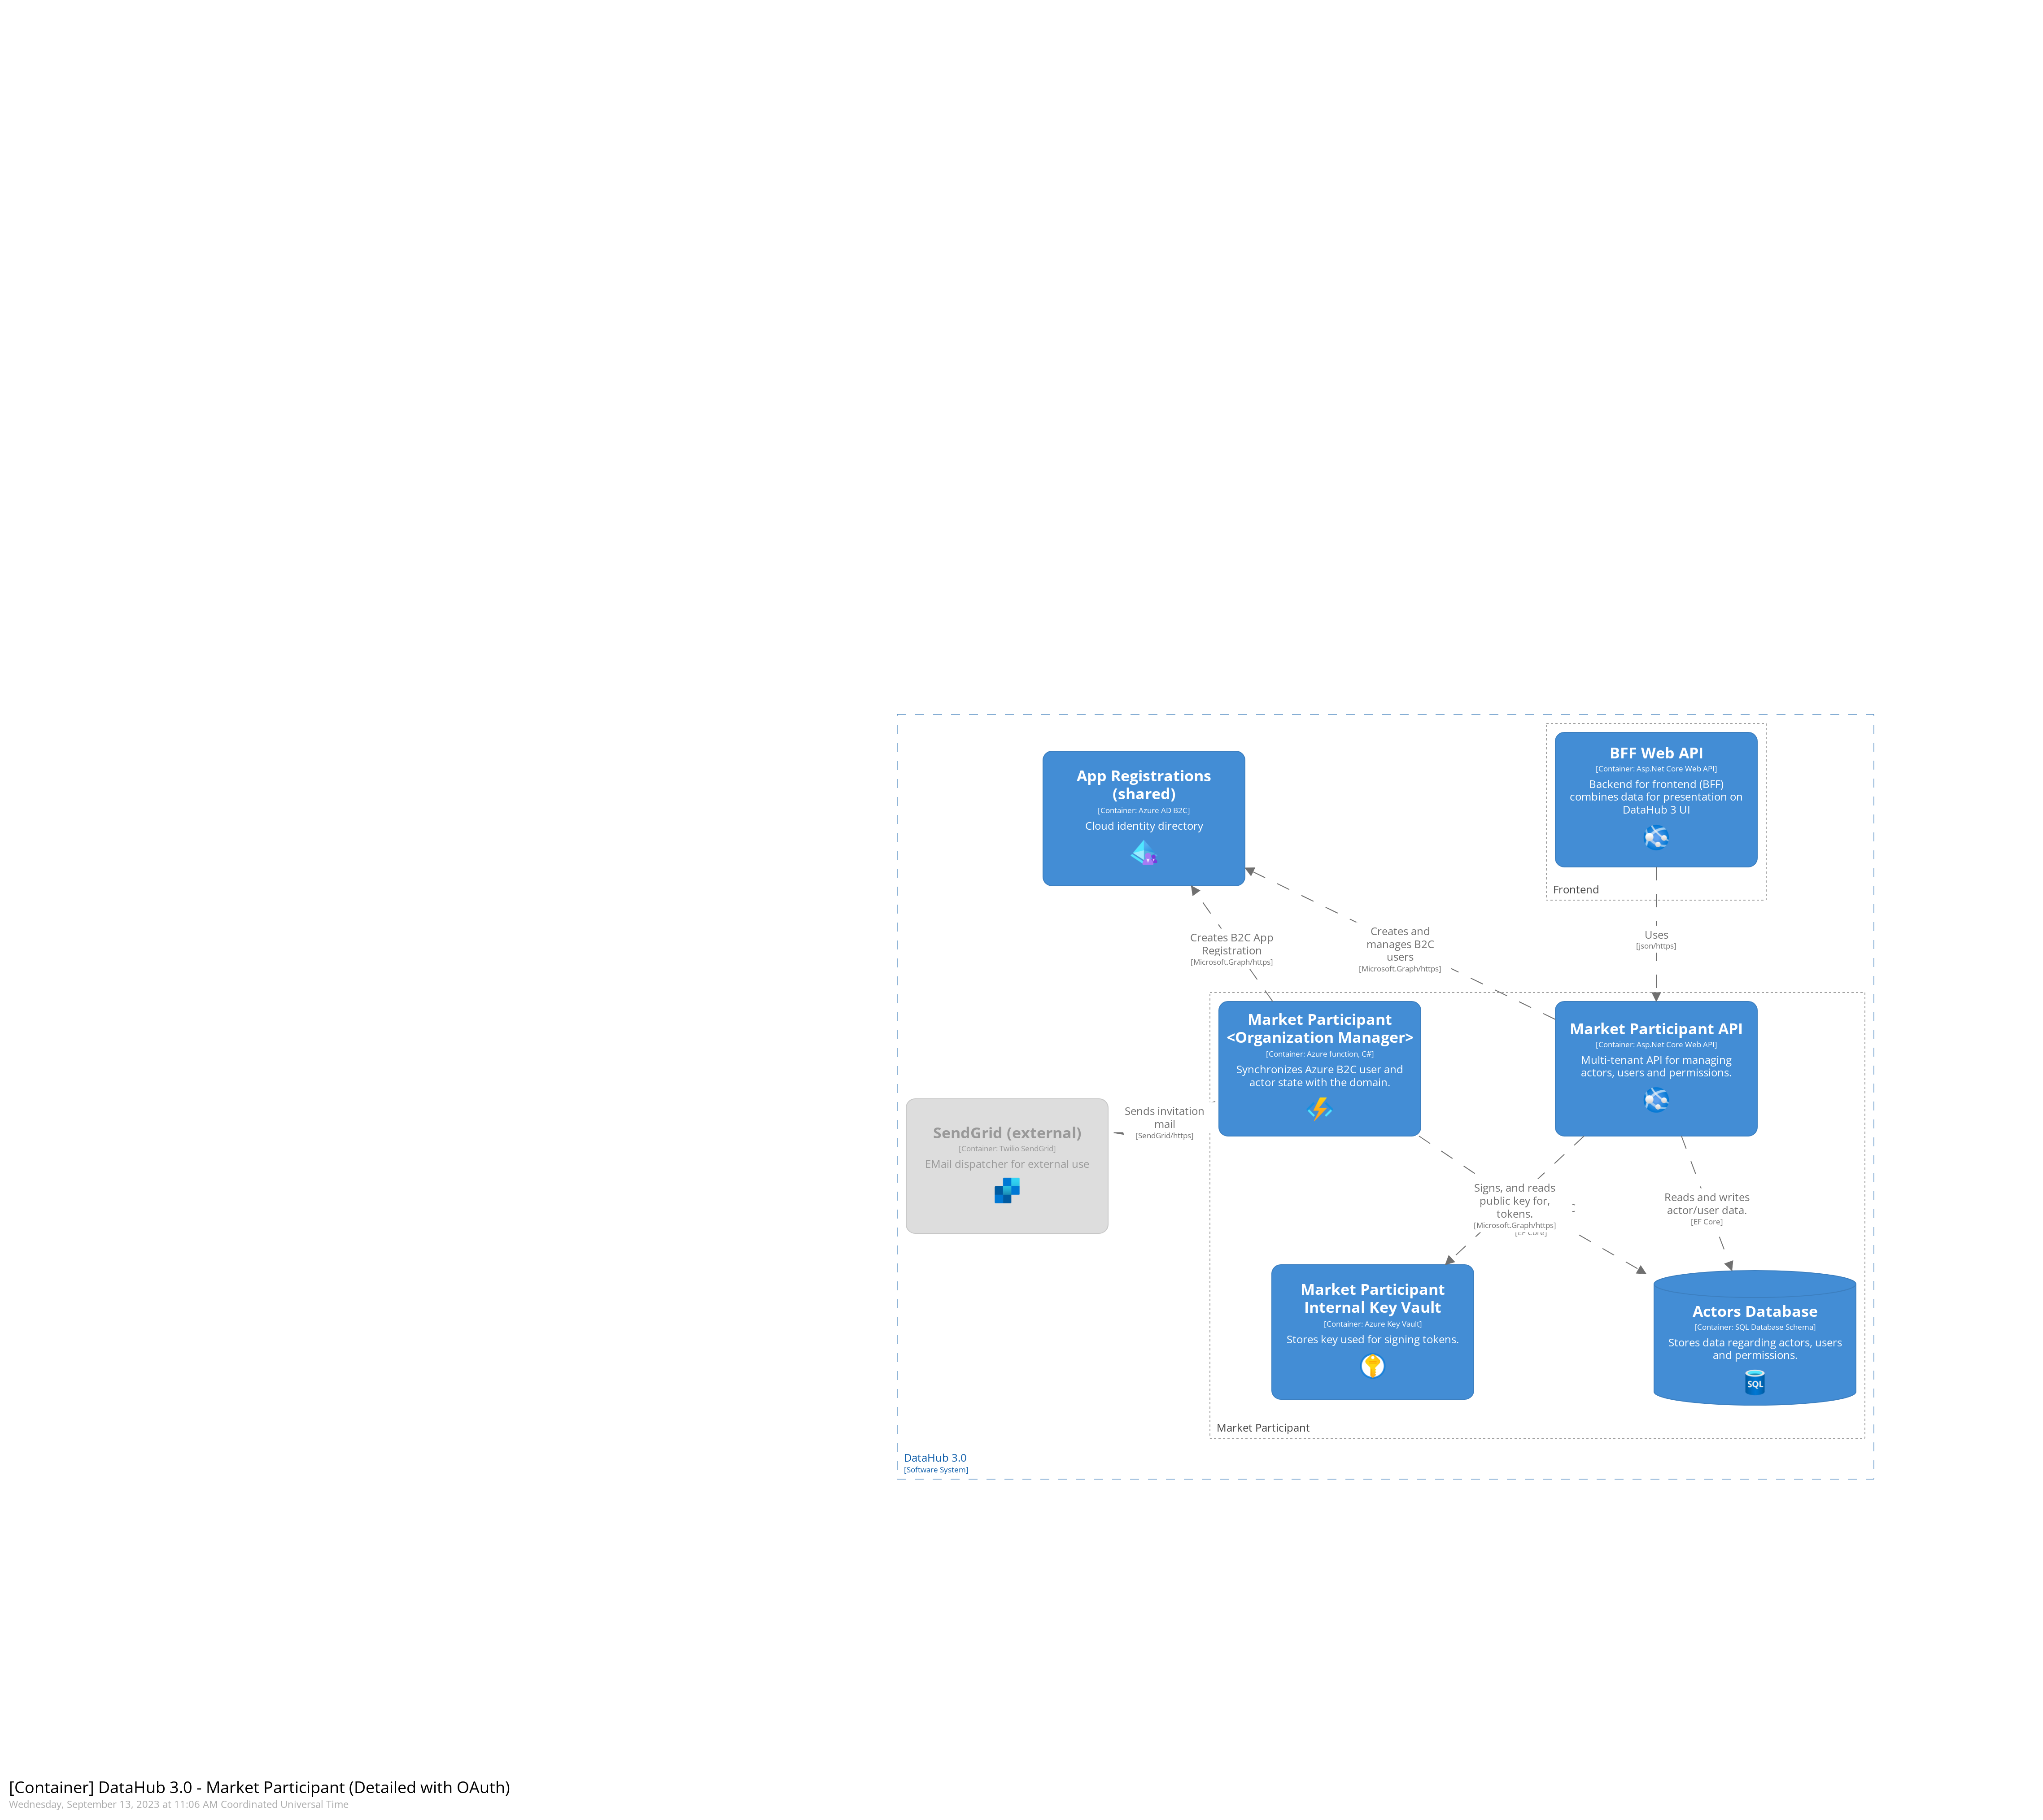 BFF Web API
[Container: Asp.Net Core Web API]
Backend for frontend (BFF)
combines data for presentation on
DataHub 3 UI
Frontend
App Registrations
(shared)
[Container: Azure AD B2C]
Cloud identity directory
Creates B2C App
Registration
[Microsoft.Graph/https]
Creates and
manages B2C
users
[Microsoft.Graph/https]
Uses
[json/https]
Market Participant
<Organization Manager>
[Container: Azure function, C#]
Synchronizes Azure B2C user and
actor state with the domain.
Market Participant API
[Container: Asp.Net Core Web API]
Multi-tenant API for managing
actors, users and permissions.
SendGrid (external)
[Container: Twilio SendGrid]
EMail dispatcher for external use
Sends invitation
mail
[SendGrid/https]
Signs, and reads
public key for,
tokens.
[Microsoft.Graph/https]
Reads and writes
actor/user data.
[EF Core]
Market Participant
Internal Key Vault
[Container: Azure Key Vault]
Stores key used for signing tokens.
Actors Database
[Container: SQL Database Schema]
Stores data regarding actors, users
and permissions.
SQL
Market Participant
DataHub 3.0
[Software System]
[Container] DataHub 3.0 - Market Participant (Detailed with OAuth)
Wednesday, September 13, 2023 at 11:06 AM Coordinated Universal Time